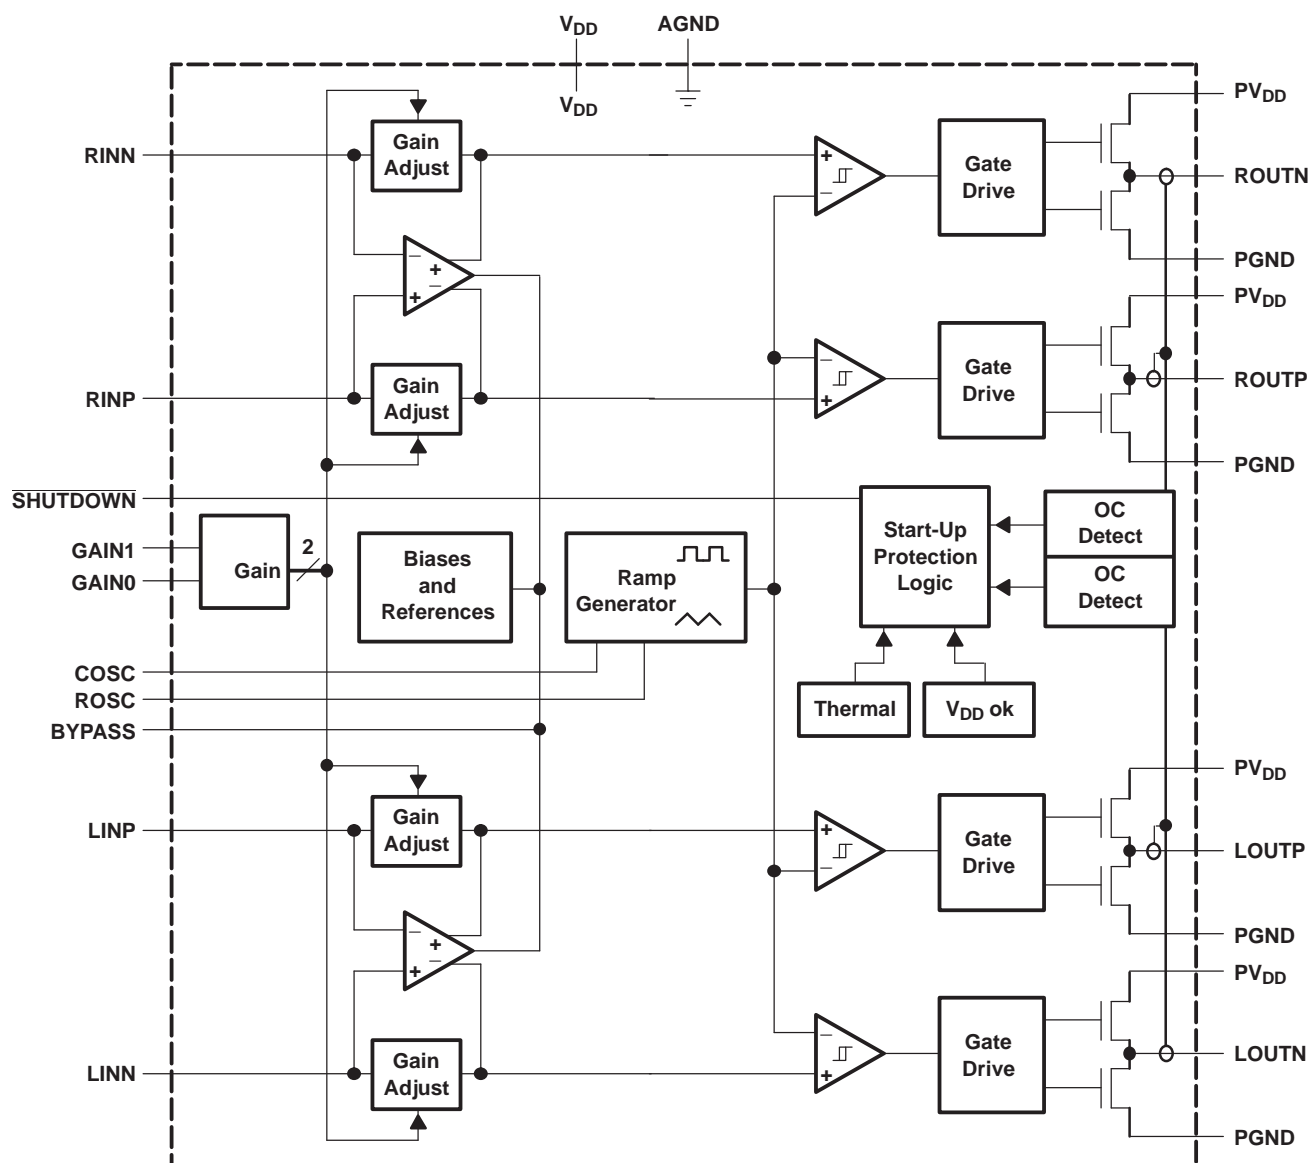 VDD AGND
VDD
PVDD
RINN
Gain
Adjust
+
−
Gate
Drive
ROUTN
−
+
−
+
PGND
PVDD
RINP
Gain
Adjust
−
+
Gate
Drive
ROUTP
PGND
SHUTDOWN
GAIN1
GAIN0
Gain
2
Biases
and
References
Ramp
Generator
Start-Up
Protection
Logic
OC
Detect
OC
Detect
COSC
ROSC
BYPASS
Thermal
VDD ok
PVDD
LINP
Gain
Adjust
+
−
Gate
Drive
LOUTP
−
+
−
+
PGND
PVDD
LINN
Gain
Adjust
−
+
Gate
Drive
LOUTN
PGND